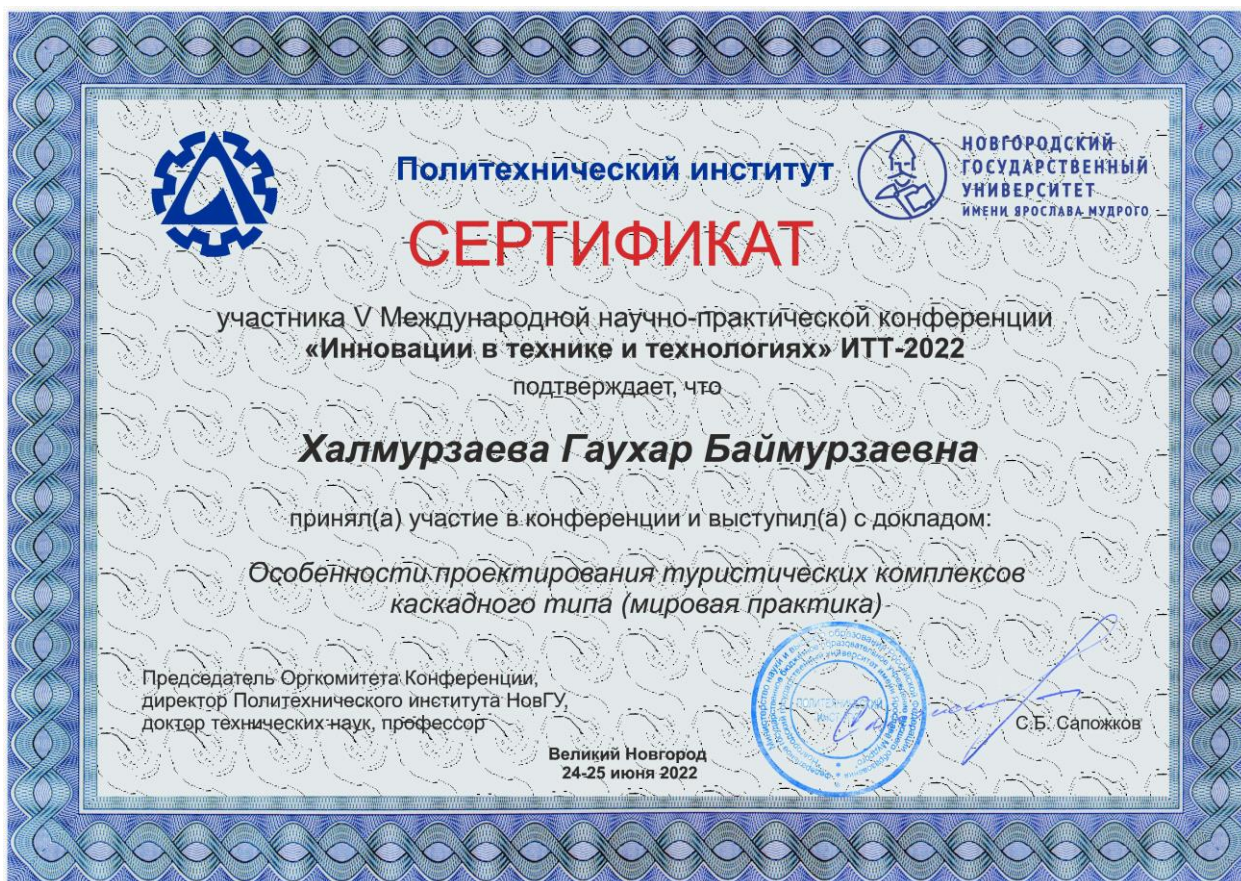 Политехнический институт
НОВГОРОДСКИЙ
ГОСУДАРСТВЕННЫЙ
УНИВЕРСИТЕТ
ИМЕНИ ЯРОСЛАВА МУДРОГО
СЕРТИФИКАТ
участника V Международной научно-практической конференции
«Инновации в технике и технологиях» ИТТ-2022
подтверждает, что
Халмурзаева Гаухар Баймурзаевна
принял(а) участие в конференции и выступил(а) с докладом:
Особенности проектирования туристических комплексов
каскадного типа (мировая практика)
Председатель Оргкомитета Конференции,
директор Политехнического института НовГУ,
доктор технических наук, профессор
ПОЛИТЕХНИЧЕСКИЙ
ИНСТИТУТ
С.Б. Сапожков
Великий Новгород
24-25 июня 2022